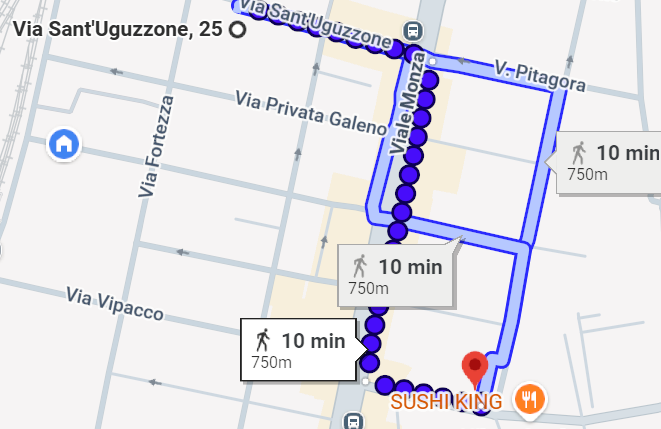 Via Sant'Uguzzone, 25
Via Sant'Uguzzone
V. Pitagora
Viale Monza
Via Privata Galeno
Via Fortezza
10 min
750m
10 min
750m
Via Vipacco
10 min
750m
SUSHI KING